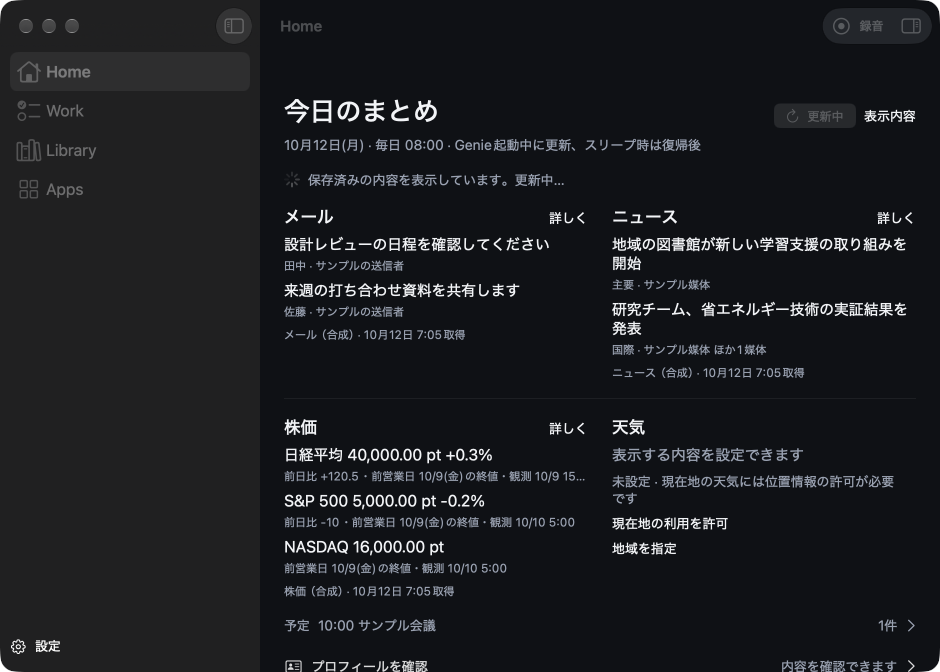 Home
録音
Home
Work
Library
Apps
設定
今日のまとめ
更新中
表示内容
10月12日(月) · 毎日 08:00 · Genie起動中に更新、スリープ時は復帰後
保存済みの内容を表示しています。更新中...
メール
詳しく
設計レビューの日程を確認してください
田中 · サンプルの送信者
来週の打ち合わせ資料を共有します
佐藤 · サンプルの送信者
メール（合成）· 10月12日 7:05取得
ニュース
詳しく
地域の図書館が新しい学習支援の取り組みを
開始
主要 · サンプル媒体
研究チーム、省エネルギー技術の実証結果を
発表
国際 · サンプル媒体 ほか1媒体
ニュース（合成）· 10月12日 7:05取得
株価
詳しく
日経平均 40,000.00 pt +0.3%
前日比 +120.5・前営業日 10/9(金)の終値・観測 10/9 15...
S&P 500 5,000.00 pt -0.2%
前日比 -10・前営業日 10/9(金)の終値・観測 10/10 5:00
NASDAQ 16,000.00 pt
前営業日 10/9(金)の終値・観測 10/10 5:00
株価（合成）· 10月12日 7:05取得
天気
表示する内容を設定できます
未設定 · 現在地の天気には位置情報の許可が必要
です
現在地の利用を許可
地域を指定
予定 10:00 サンプル会議
1件
プロフィールを確認
内容を確認できます